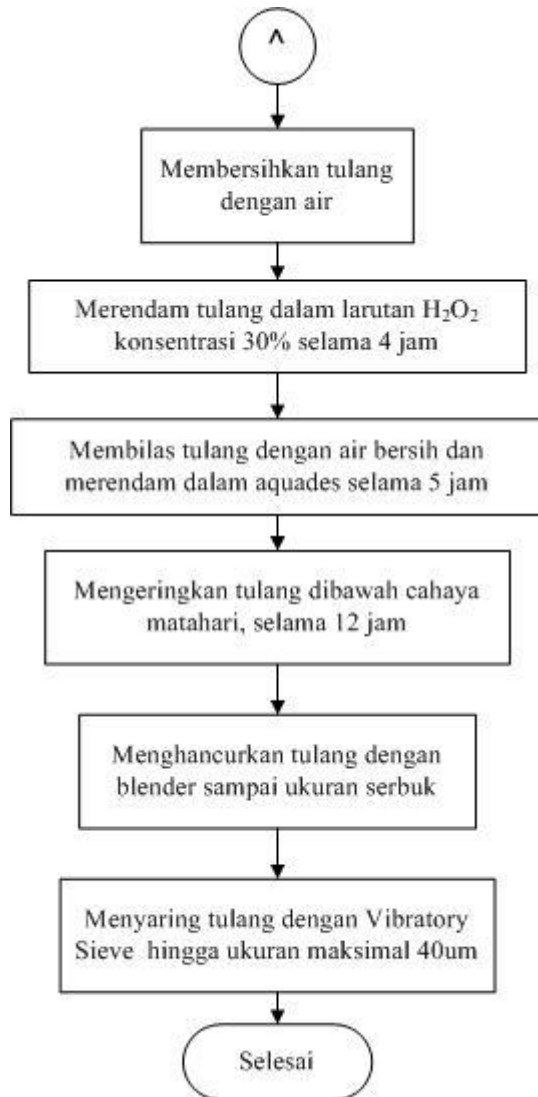 ^
Membersihkan tulang
dengan air
Merendam tulang dalam larutan H₂O₂
konsentrasi 30% selama 4 jam
Membilas tulang dengan air bersih dan
merendam dalam aquades selama 5 jam
Mengeringkan tulang dibawah cahaya
matahari, selama 12 jam
Menghancurkan tulang dengan
blender sampai ukuran serbuk
Menyaring tulang dengan Vibratory
Sieve hingga ukuran maksimal 40um
Selesai